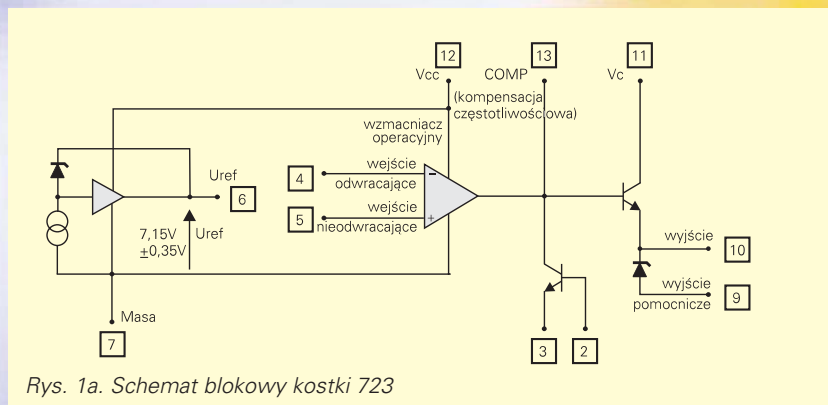 12
13
11
Vcc
COMP
Vc
(kompensacja
częstotliwościowa)
wzmacniacz
operacyjny
wejście
4
odwracające
Uref
6
wejście
5
nieodwracające
7,15V
±0,35V
Uref
wyjście
10
wyjście
9
pomocnicze
Masa
7
3
2
Rys. 1a. Schemat blokowy kostki 723